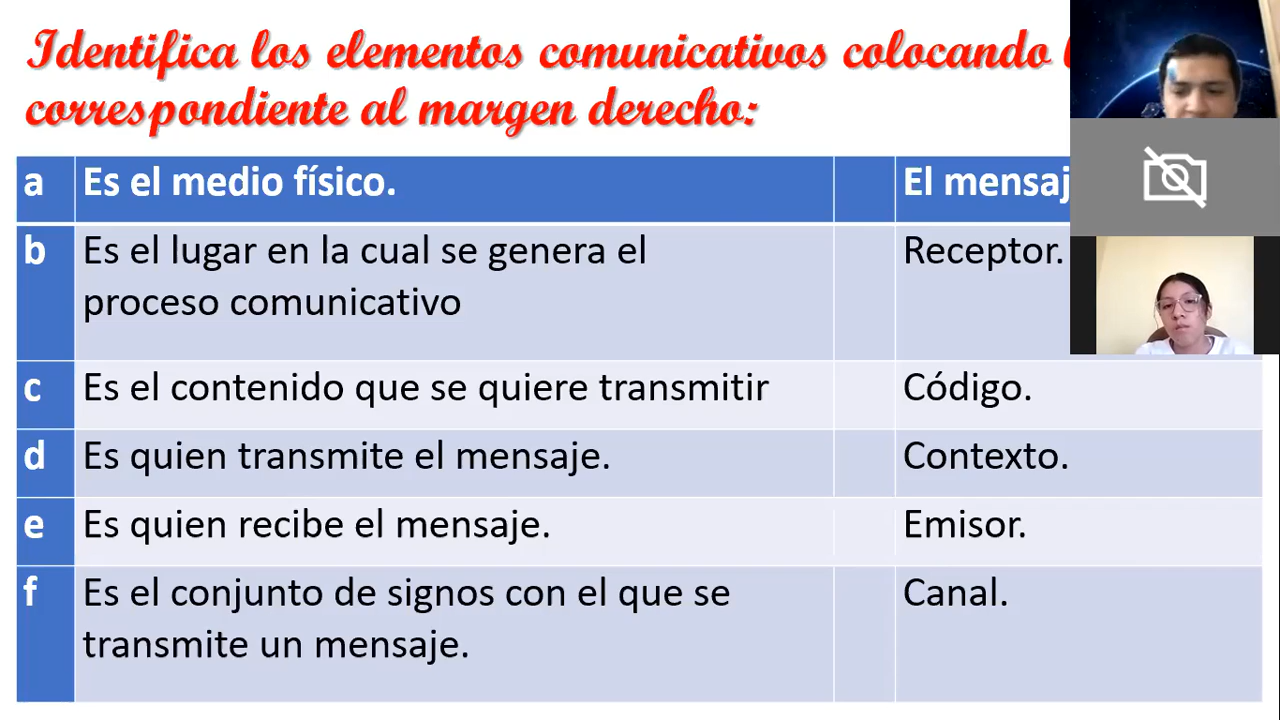 Identifica los elementos comunicativos colocando
correspondiente al margen derecho:
a Es el medio físico. El
b Es el lugar en la cual se genera el Receptor.
proceso comunicativo
c Es el contenido que se quiere transmitir Código.
d Es quien transmite el mensaje. Contexto.
e Es quien recibe el mensaje. Emisor.
f Es el conjunto de signos con el que se Canal.
transmite un mensaje.